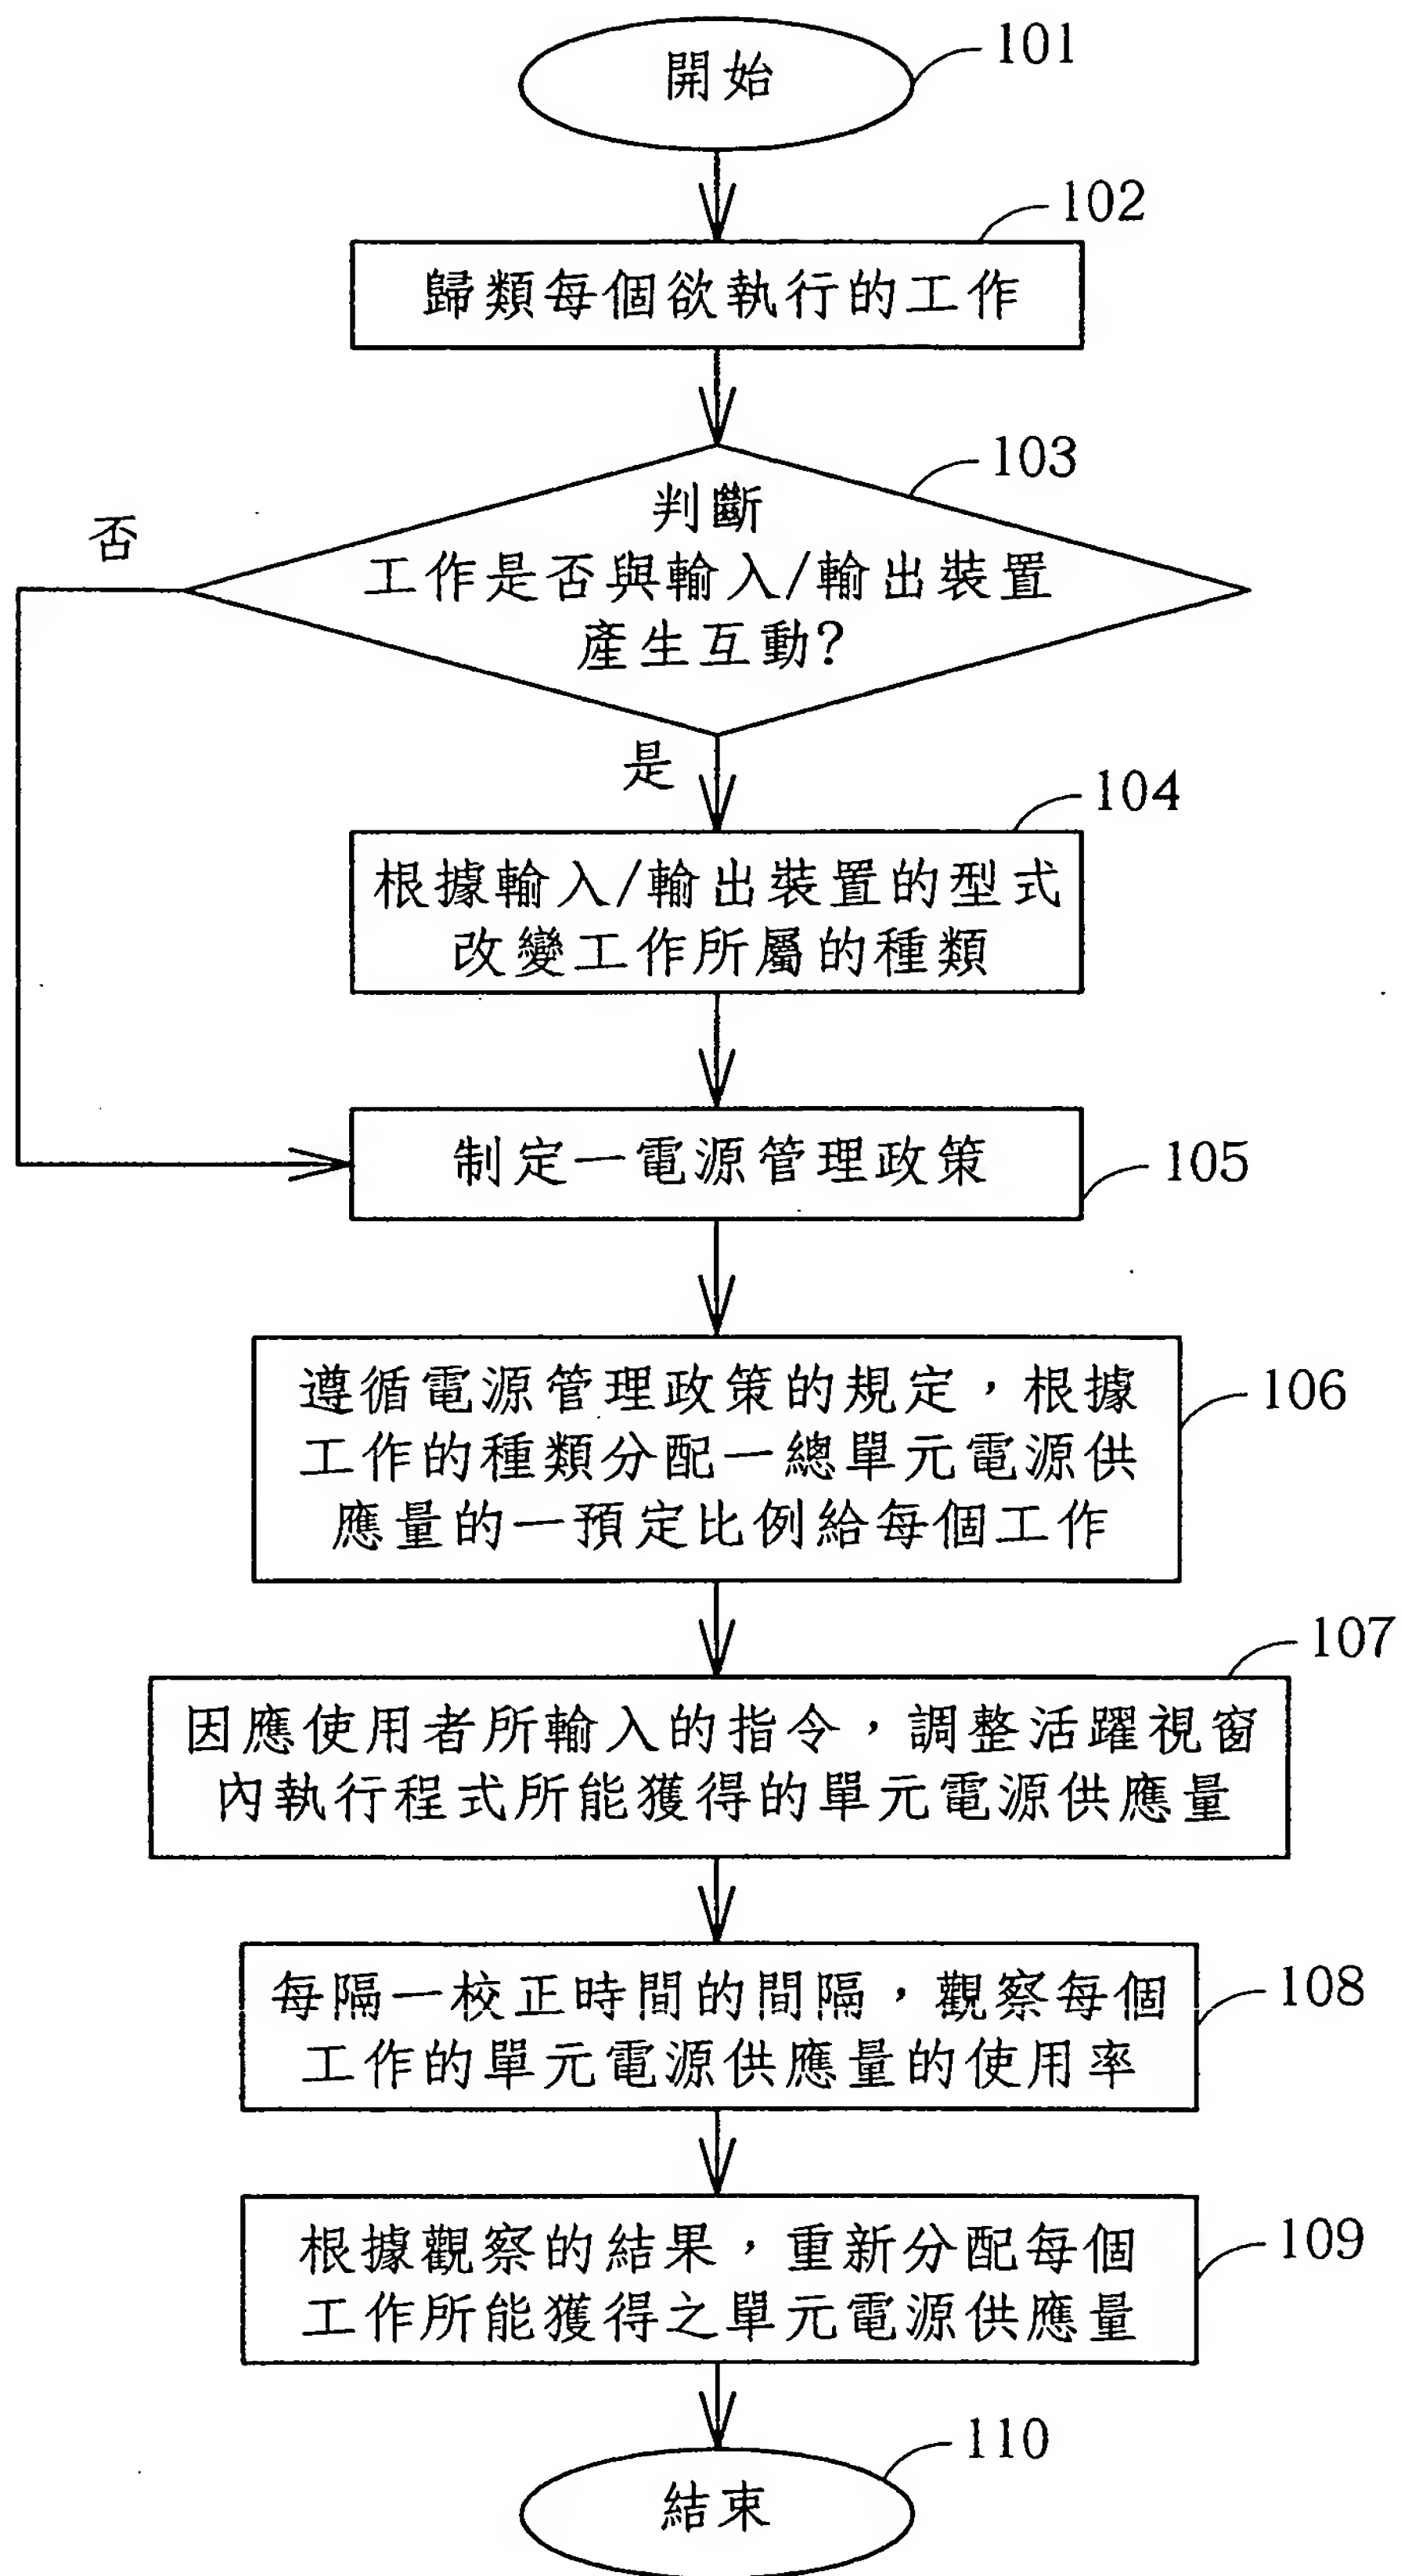 開始
101
102
歸類每個欲執行的工作
103
判斷
工作是否與輸入/輸出裝置
產生互動?
否
是
104
根據輸入/輸出裝置的型式
改變工作所屬的種類
制定一電源管理政策
105
遵循電源管理政策的規定，根據
工作的種類分配一總單元電源供
應量的一預定比例給每個工作
106
107
因應使用者所輸入的指令，調整活躍視窗
內執行程式所能獲得的單元電源供應量
每隔一校正時間的間隔，觀察每個
工作的單元電源供應量的使用率
108
根據觀察的結果，重新分配每個
工作所能獲得之單元電源供應量
109
110
結束